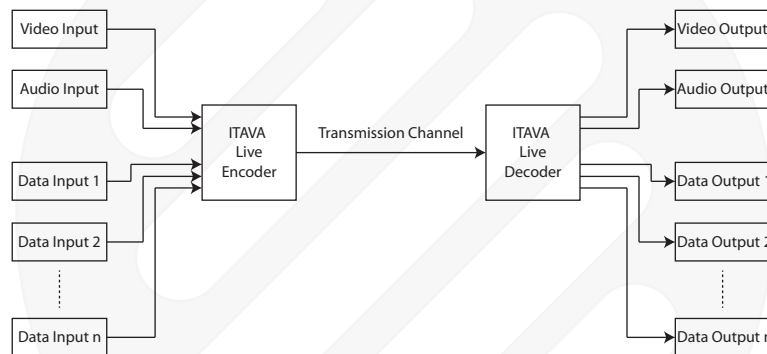 Video Input
Audio Input
Data Input 1
Data Input 2
Data Input n
ITAVA
Live
Encoder
Transmission Channel
ITAVA
Live
Decoder
Video Output
Audio Output
Data Output 1
Data Output 2
Data Output n